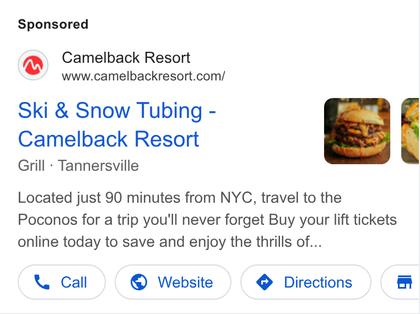 Sponsored
Camelback Resort
www.camelbackresort.com/
Ski & Snow Tubing -
Camelback Resort
Grill · Tannersville
Located just 90 minutes from NYC, travel to the
Poconos for a trip you'll never forget Buy your lift tickets
online today to save and enjoy the thrills of...
Call
Website
Directions